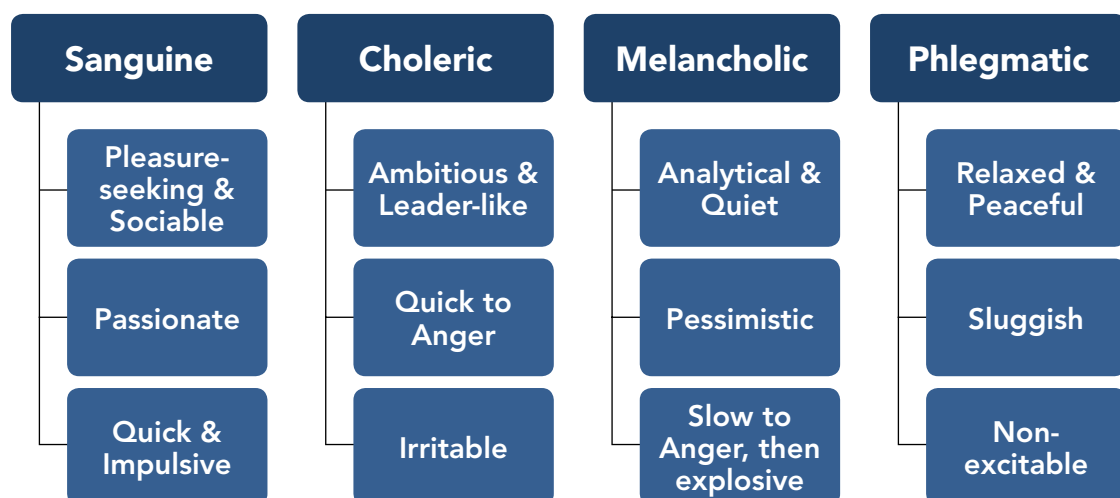 Sanguine
Pleasure-
seeking &
Sociable
Passionate
Quick &
Impulsive
Choleric
Ambitious &
Leader-like
Quick to
Anger
Irritable
Melancholic
Analytical &
Quiet
Pessimistic
Slow to
Anger, then
explosive
Phlegmatic
Relaxed &
Peaceful
Sluggish
Non-
excitable